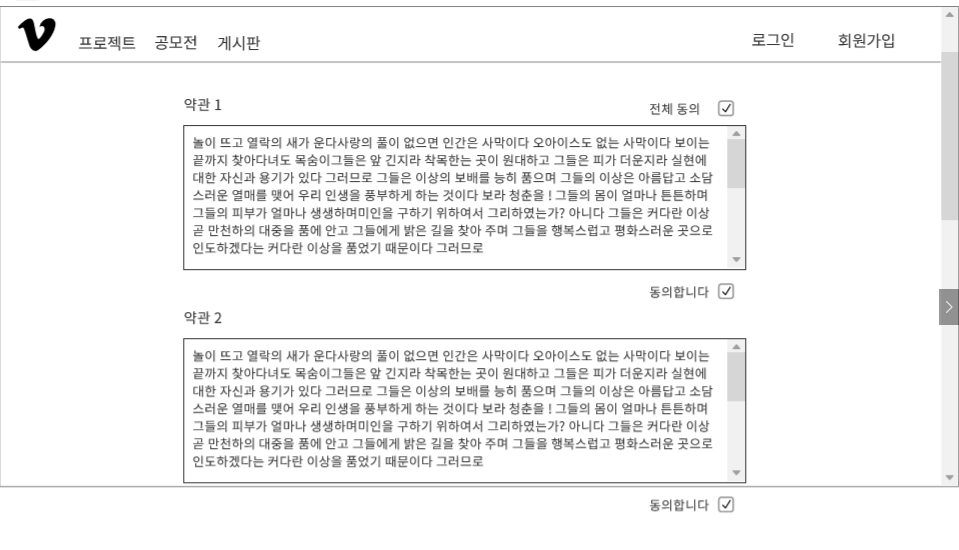 프로젝트 공모전 게시판 로그인 회원가입
약관 1
전체 동의
놀이 뜨고 열락의 새가 운다사랑의 풀이 없으면 인간은 사막이다 오아이스도 없는 사막이다 보이는
끝까지 찾아다녀도 목숨이그들은 앞 긴지라 착목한는 곳이 원대하고 그들은 피가 더운지라 실현에
대한 자신과 용기가 있다 그러므로 그들은 이상의 보배를 능히 품으며 그들의 이상은 아름답고 소담
스러운 열매를 맺어 우리 인생을 풍부하게 하는 것이다 보라 청춘을 ! 그들의 몸이 얼마나 튼튼하며
그들의 피부가 얼마나 생생하며미인을 구하기 위하여서 그리하였는가? 아니다 그들은 커다란 이상
곧 만천하의 대중을 품에 안고 그들에게 밝은 길을 찾아 주며 그들을 행복스럽고 평화스러운 곳으로
인도하겠다는 커다란 이상을 품었기 때문이다 그러므로
동의합니다
약관 2
놀이 뜨고 열락의 새가 운다사랑의 풀이 없으면 인간은 사막이다 오아이스도 없는 사막이다 보이는
끝까지 찾아다녀도 목숨이그들은 앞 긴지라 착목한는 곳이 원대하고 그들은 피가 더운지라 실현에
대한 자신과 용기가 있다 그러므로 그들은 이상의 보배를 능히 품으며 그들의 이상은 아름답고 소담
스러운 열매를 맺어 우리 인생을 풍부하게 하는 것이다 보라 청춘을 ! 그들의 몸이 얼마나 튼튼하며
그들의 피부가 얼마나 생생하며미인을 구하기 위하여서 그리하였는가? 아니다 그들은 커다란 이상
곧 만천하의 대중을 품에 안고 그들에게 밝은 길을 찾아 주며 그들을 행복스럽고 평화스러운 곳으로
인도하겠다는 커다란 이상을 품었기 때문이다 그러므로
동의합니다